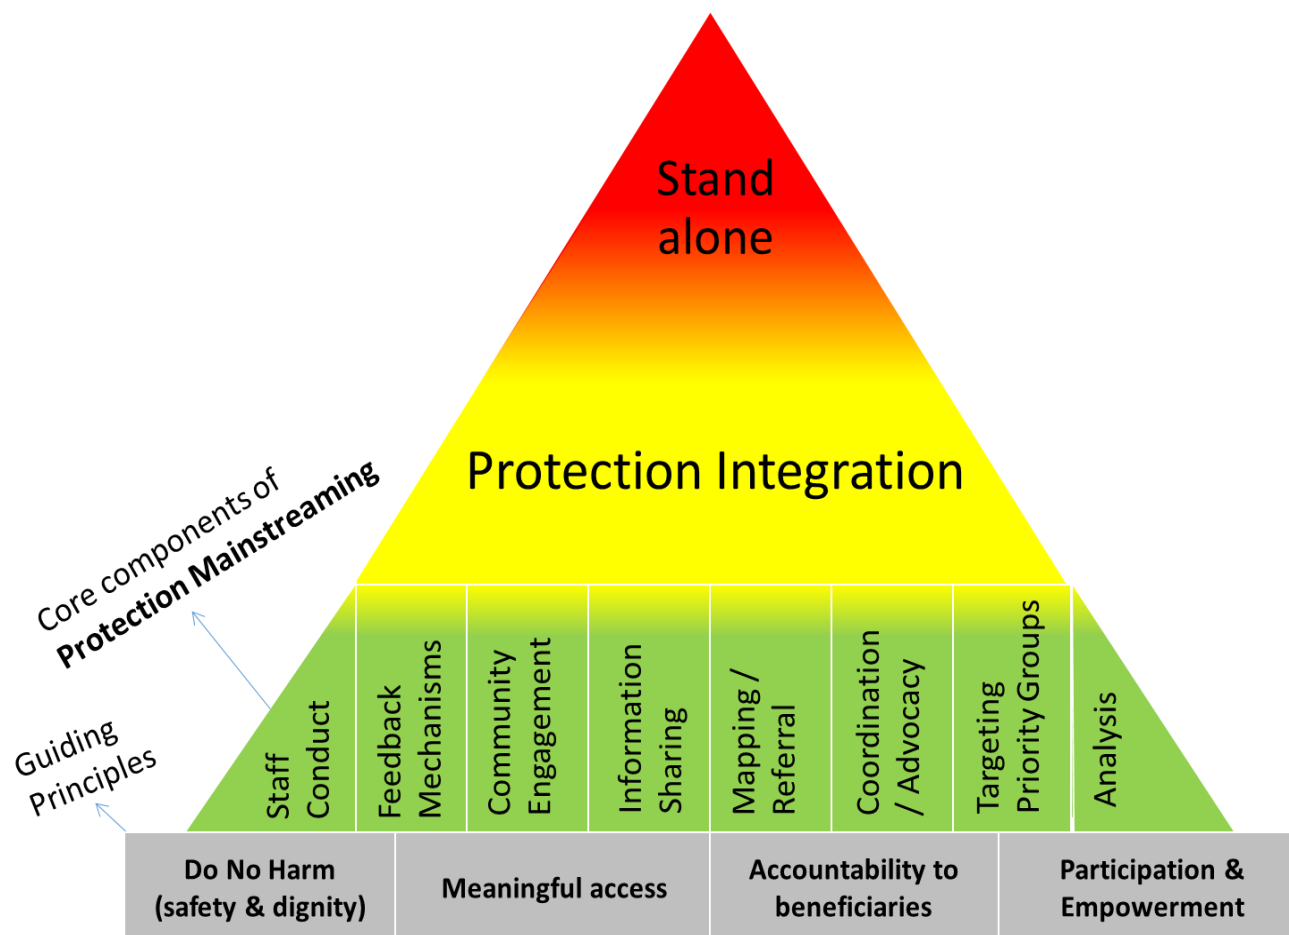 Stand
alone
Protection Integration
Core components of
Protection Mainstreaming
Guiding
Principles
Staff
Conduct
Feedback
Mechanisms
Community
Engagement
Information
Sharing
Mapping /
Referral
Coordination
/ Advocacy
Targeting
Priority Groups
Analysis
Do No Harm
(safety & dignity)
Meaningful access
Accountability to
beneficiaries
Participation &
Empowerment